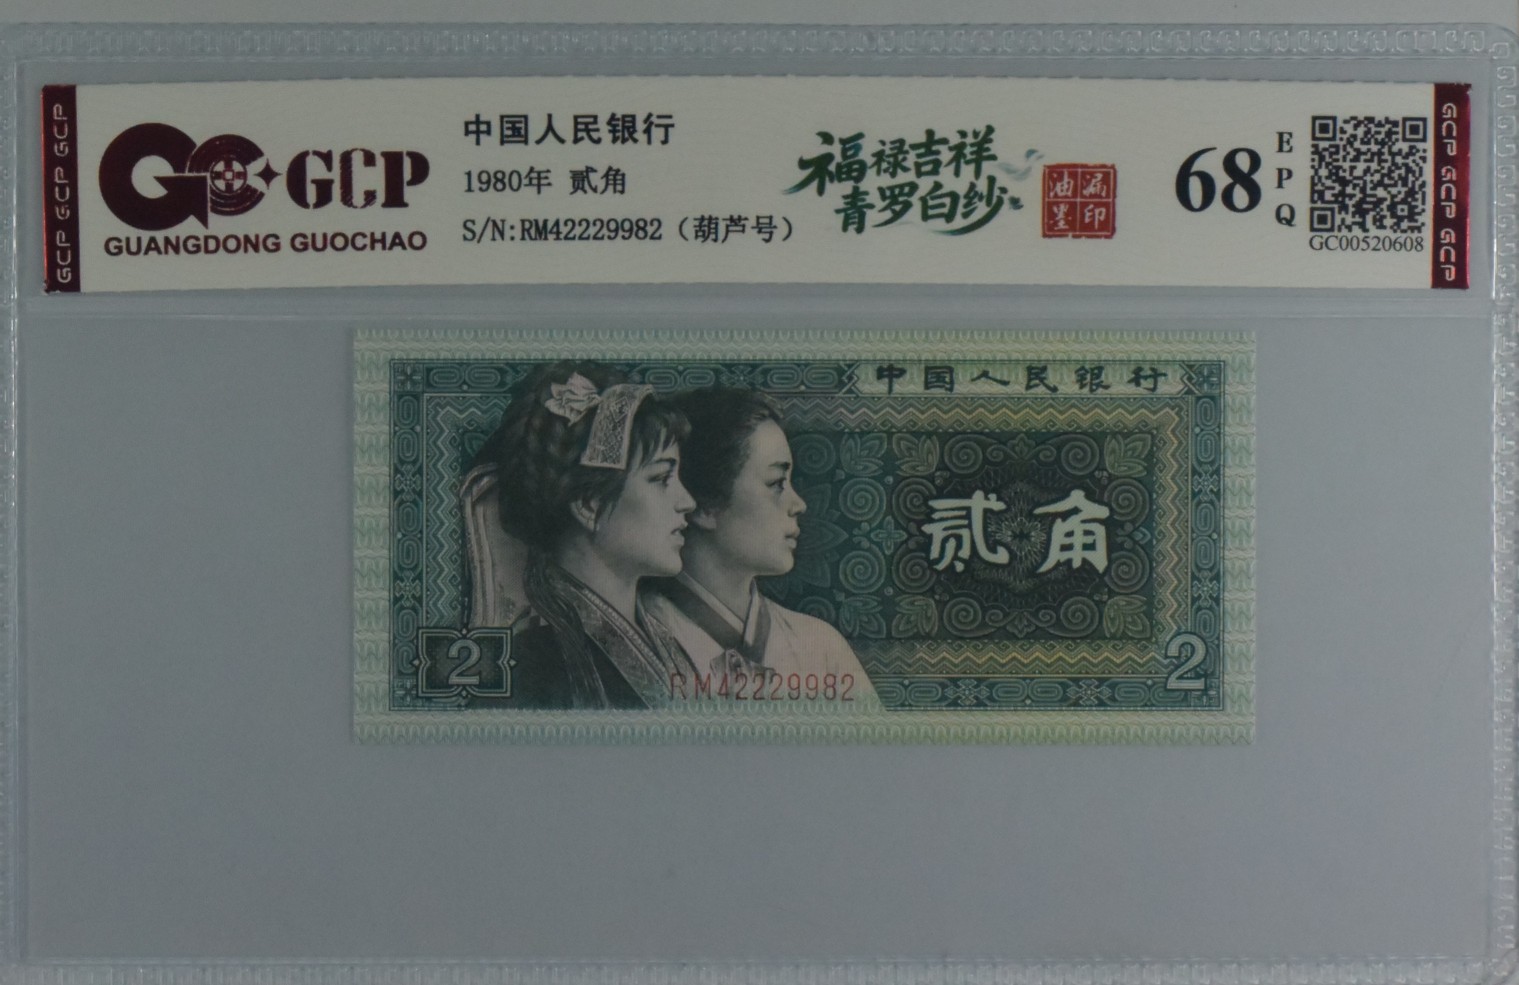 GCP GCP GCP
GCP
GUANGDONG GUOCHAO
中国人民银行
1980年 贰角
S/N:RM42229982（葫芦号）
福禄吉祥
青罗白纱
漏印
油墨
68
EPQ
GC00520608
GCP GCP GCP
中国人民银行
贰角
2
2
RM42229982